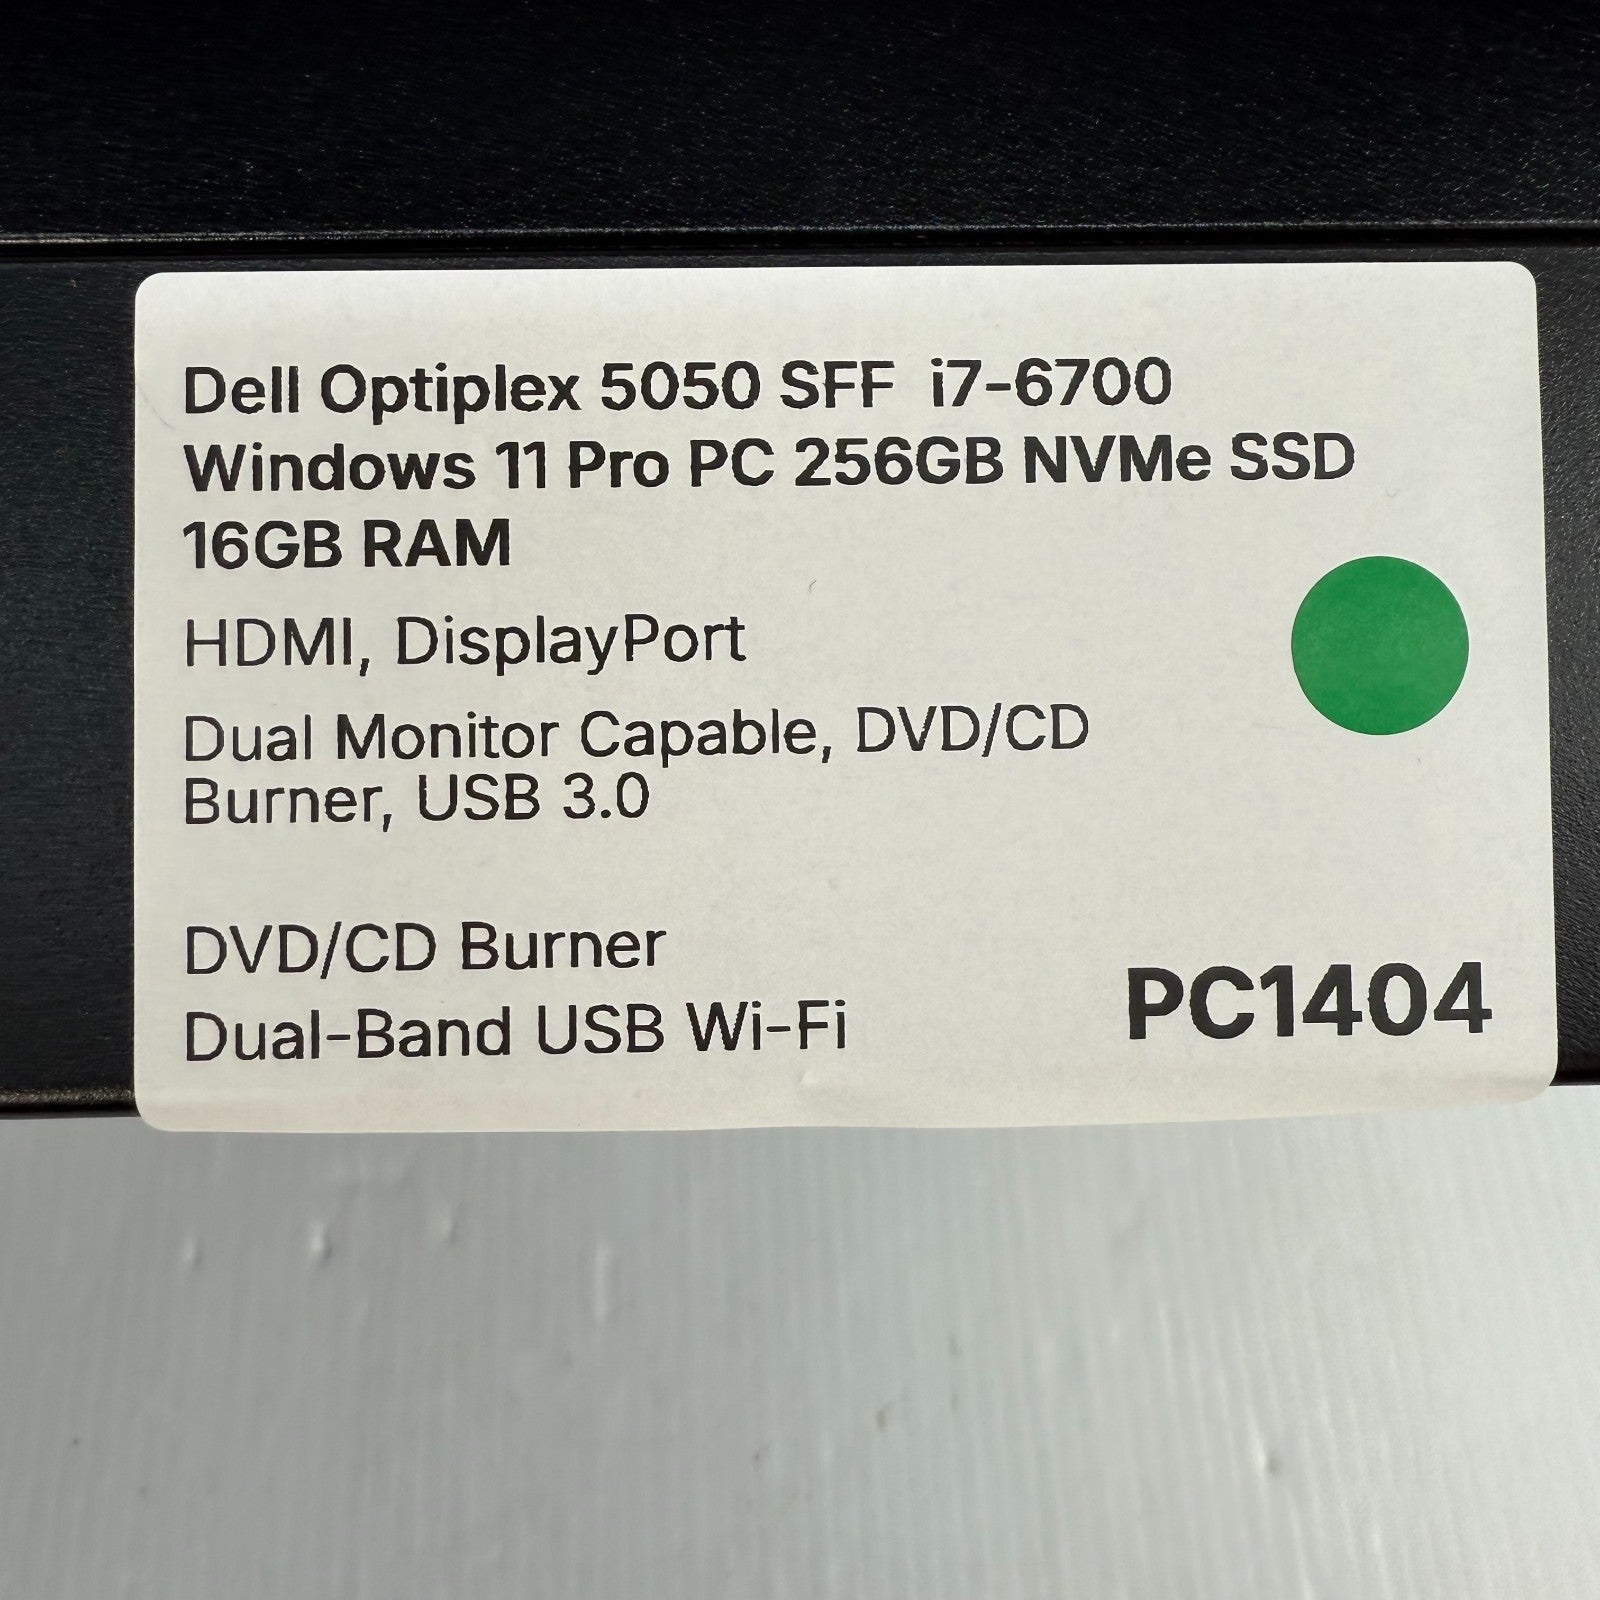 Dell Optiplex 5050 SFF i7-6700
Windows 11 Pro PC 256GB NVMe SSD
16GB RAM
HDMI, DisplayPort
Dual Monitor Capable, DVD/CD
Burner, USB 3.0
DVD/CD Burner
Dual-Band USB Wi-Fi
PC1404